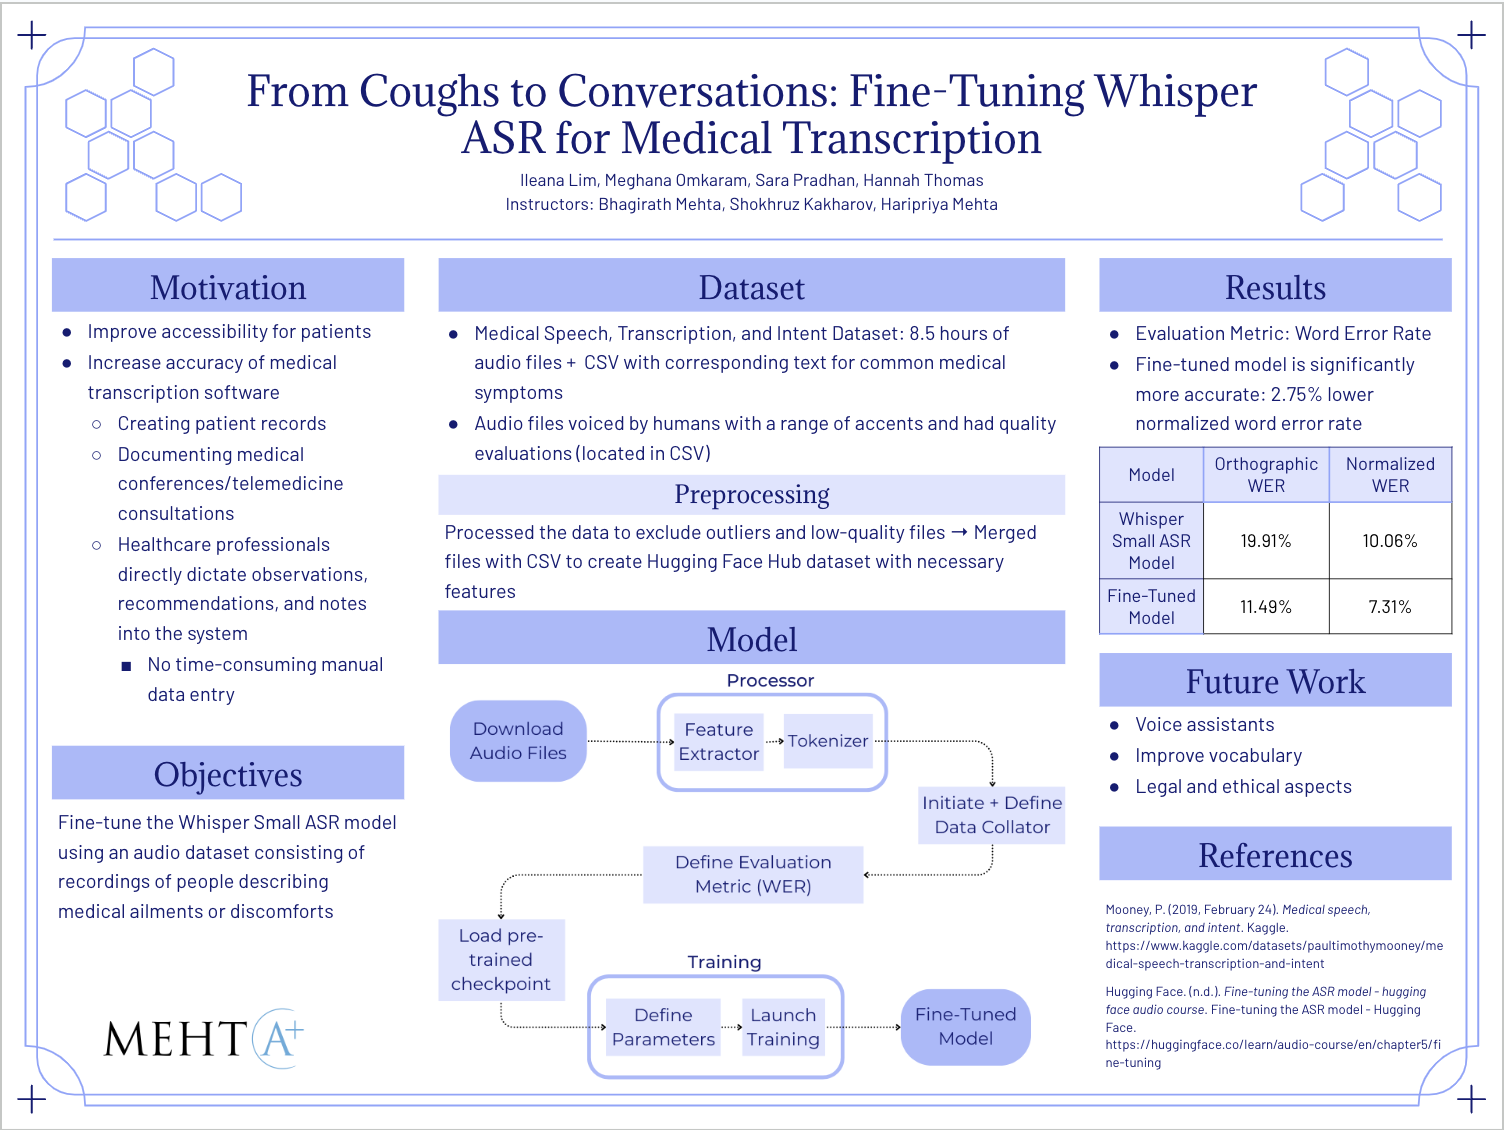 From Coughs to Conversations: Fine-Tuning Whisper
ASR for Medical Transcription
Ileana Lim, Meghana Omkaram, Sara Pradhan, Hannah Thomas
Instructors: Bhagirath Mehta, Shokhruz Kakharov, Haripriya Mehta
Motivation
● Improve accessibility for patients
● Increase accuracy of medical
transcription software
○ Creating patient records
○ Documenting medical
conferences/telemedicine
consultations
○ Healthcare professionals
directly dictate observations,
recommendations, and notes
into the system
■ No time-consuming manual
data entry
Objectives
Fine-tune the Whisper Small ASR model
using an audio dataset consisting of
recordings of people describing
medical ailments or discomforts
MEHTA+
Dataset
● Medical Speech, Transcription, and Intent Dataset: 8.5 hours of
audio files + CSV with corresponding text for common medical
symptoms
● Audio files voiced by humans with a range of accents and had quality
evaluations (located in CSV)
Preprocessing
Processed the data to exclude outliers and low-quality files → Merged
files with CSV to create Hugging Face Hub dataset with necessary
features
Model
Processor
Download
Audio Files
Feature
Extractor
Tokenizer
Initiate + Define
Data Collator
Define Evaluation
Metric (WER)
Load pre-
trained
checkpoint
Training
Define
Parameters
Launch
Training
Fine-Tuned
Model
Results
● Evaluation Metric: Word Error Rate
● Fine-tuned model is significantly
more accurate: 2.75% lower
normalized word error rate
Model
Orthographic
WER
Normalized
WER
Whisper
Small ASR
Model
19.91%
10.06%
Fine-Tuned
Model
11.49%
7.31%
Future Work
● Voice assistants
● Improve vocabulary
● Legal and ethical aspects
References
Mooney, P. (2019, February 24). Medical speech,
transcription, and intent. Kaggle.
https://www.kaggle.com/datasets/paultimothymooney/me
dical-speech-transcription-and-intent
Hugging Face. (n.d.). Fine-tuning the ASR model - hugging
face audio course. Fine-tuning the ASR model - Hugging
Face.
https://huggingface.co/learn/audio-course/en/chapter5/fi
ne-tuning